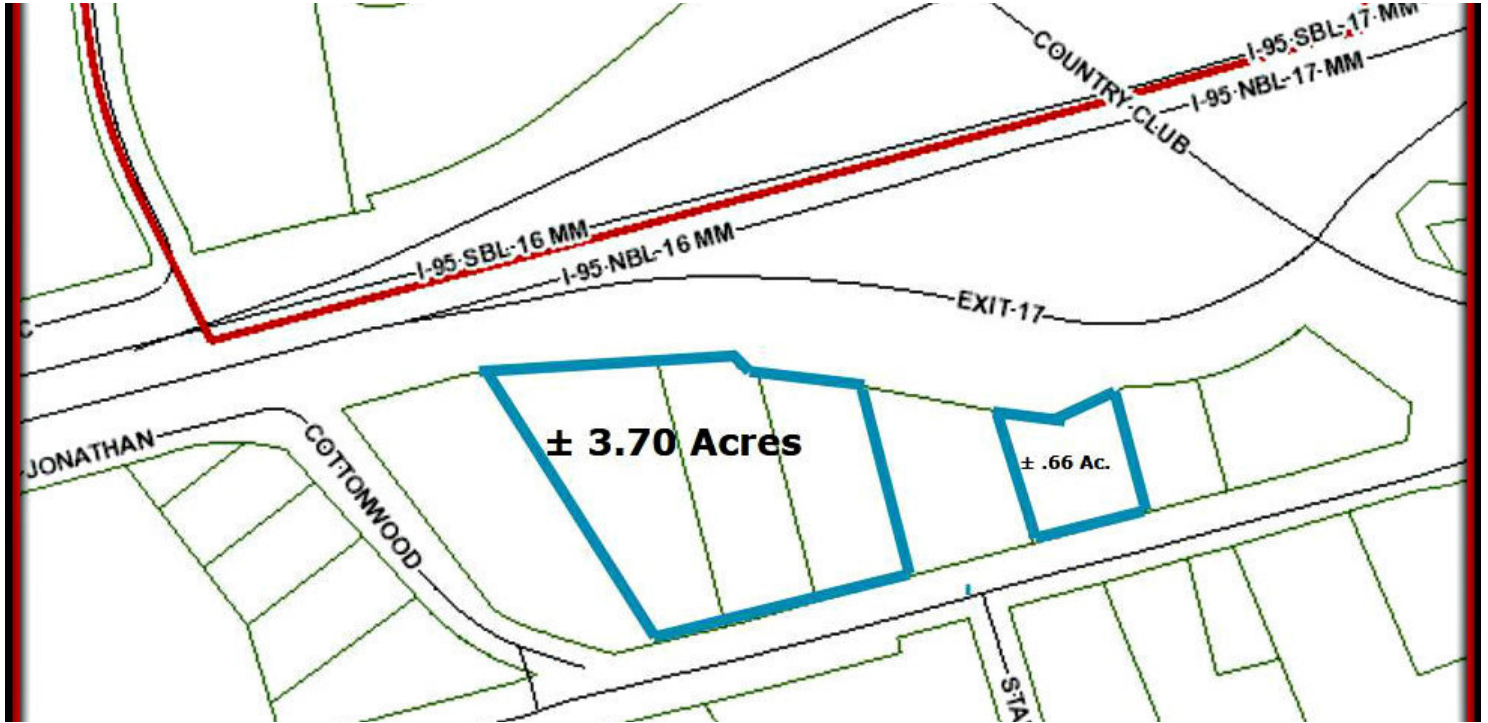 I-95 SBL-17 MM
COUNTRY CLUB
I-95 NBL-17 MM
I-95 SBL-16 MM
I-95 NBL-16 MM
EXIT-17
C
JONATHAN
COTTONWOOD
± 3.70 Acres
± .66 Ac.
STA